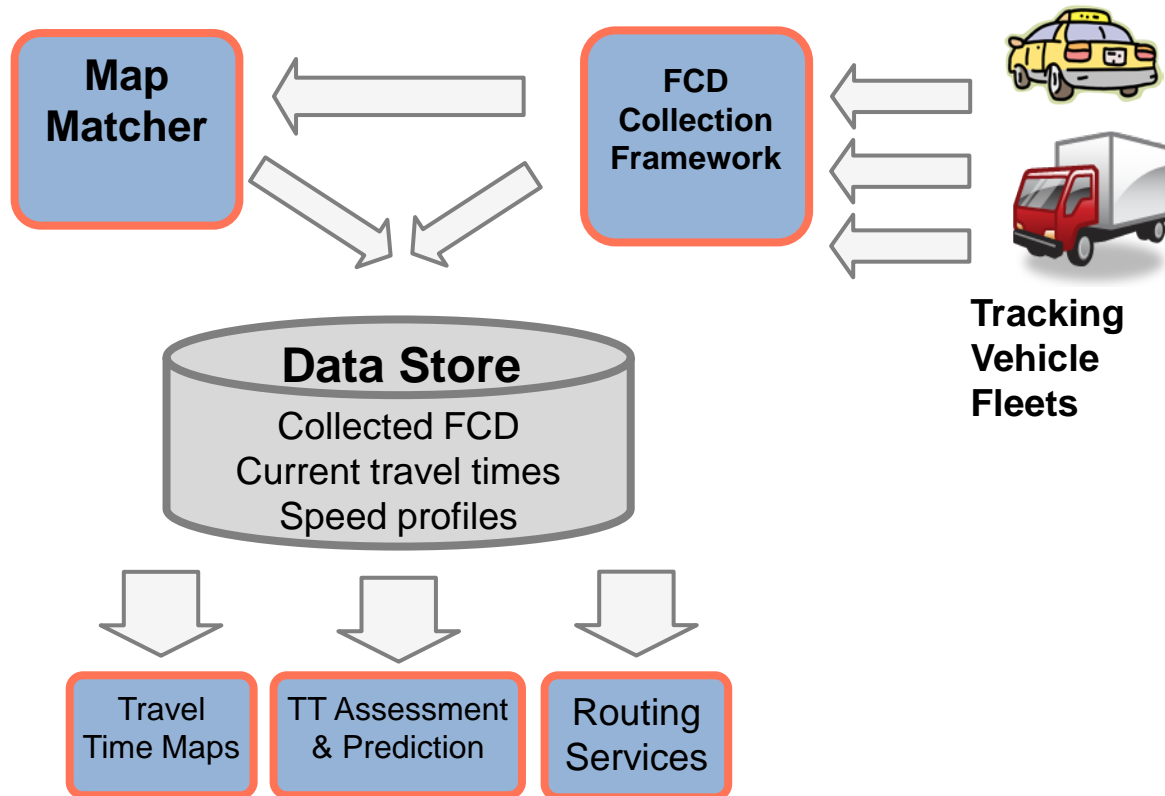 Map
Matcher
FCD
Collection
Framework
Tracking
Vehicle
Fleets
Data Store
Collected FCD
Current travel times
Speed profiles
Travel
Time Maps
TT Assessment
& Prediction
Routing
Services